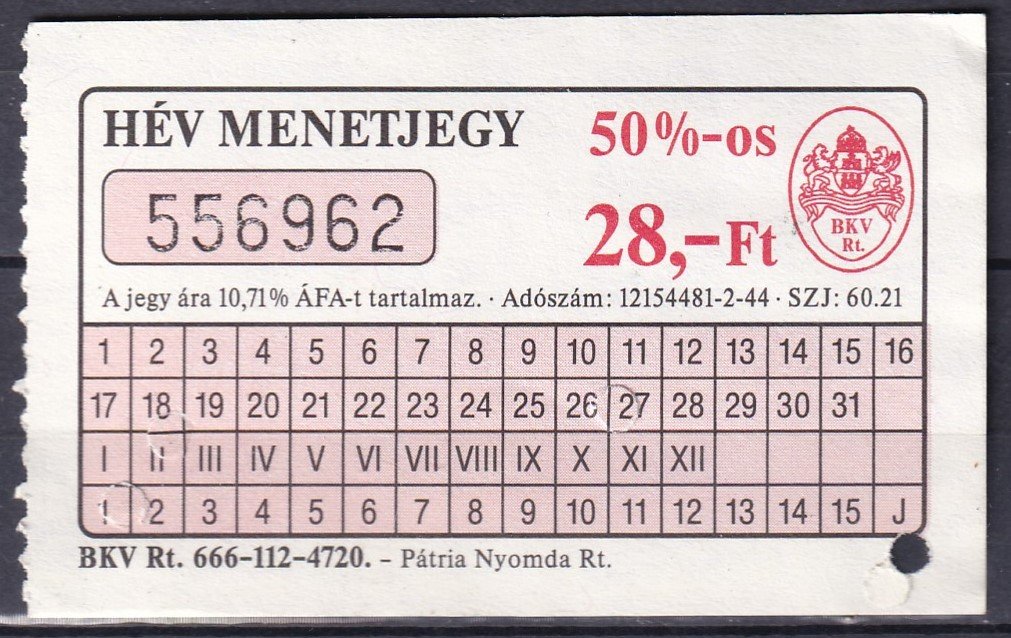 HÉV MENETJEGY
50%-os
556962
28,-Ft
BKV
Rt.
A jegy ára 10,71% ÁFA-t tartalmaz. · Adószám: 12154481-2-44 · SZJ: 60.21
1 2 3 4 5 6 7 8 9 10 11 12 13 14 15 16
17 18 19 20 21 22 23 24 25 26 27 28 29 30 31
I II III IV V VI VII VIII IX X XI XII
1 2 3 4 5 6 7 8 9 10 11 12 13 14 15 J
BKV Rt. 666-112-4720. – Pátria Nyomda Rt.